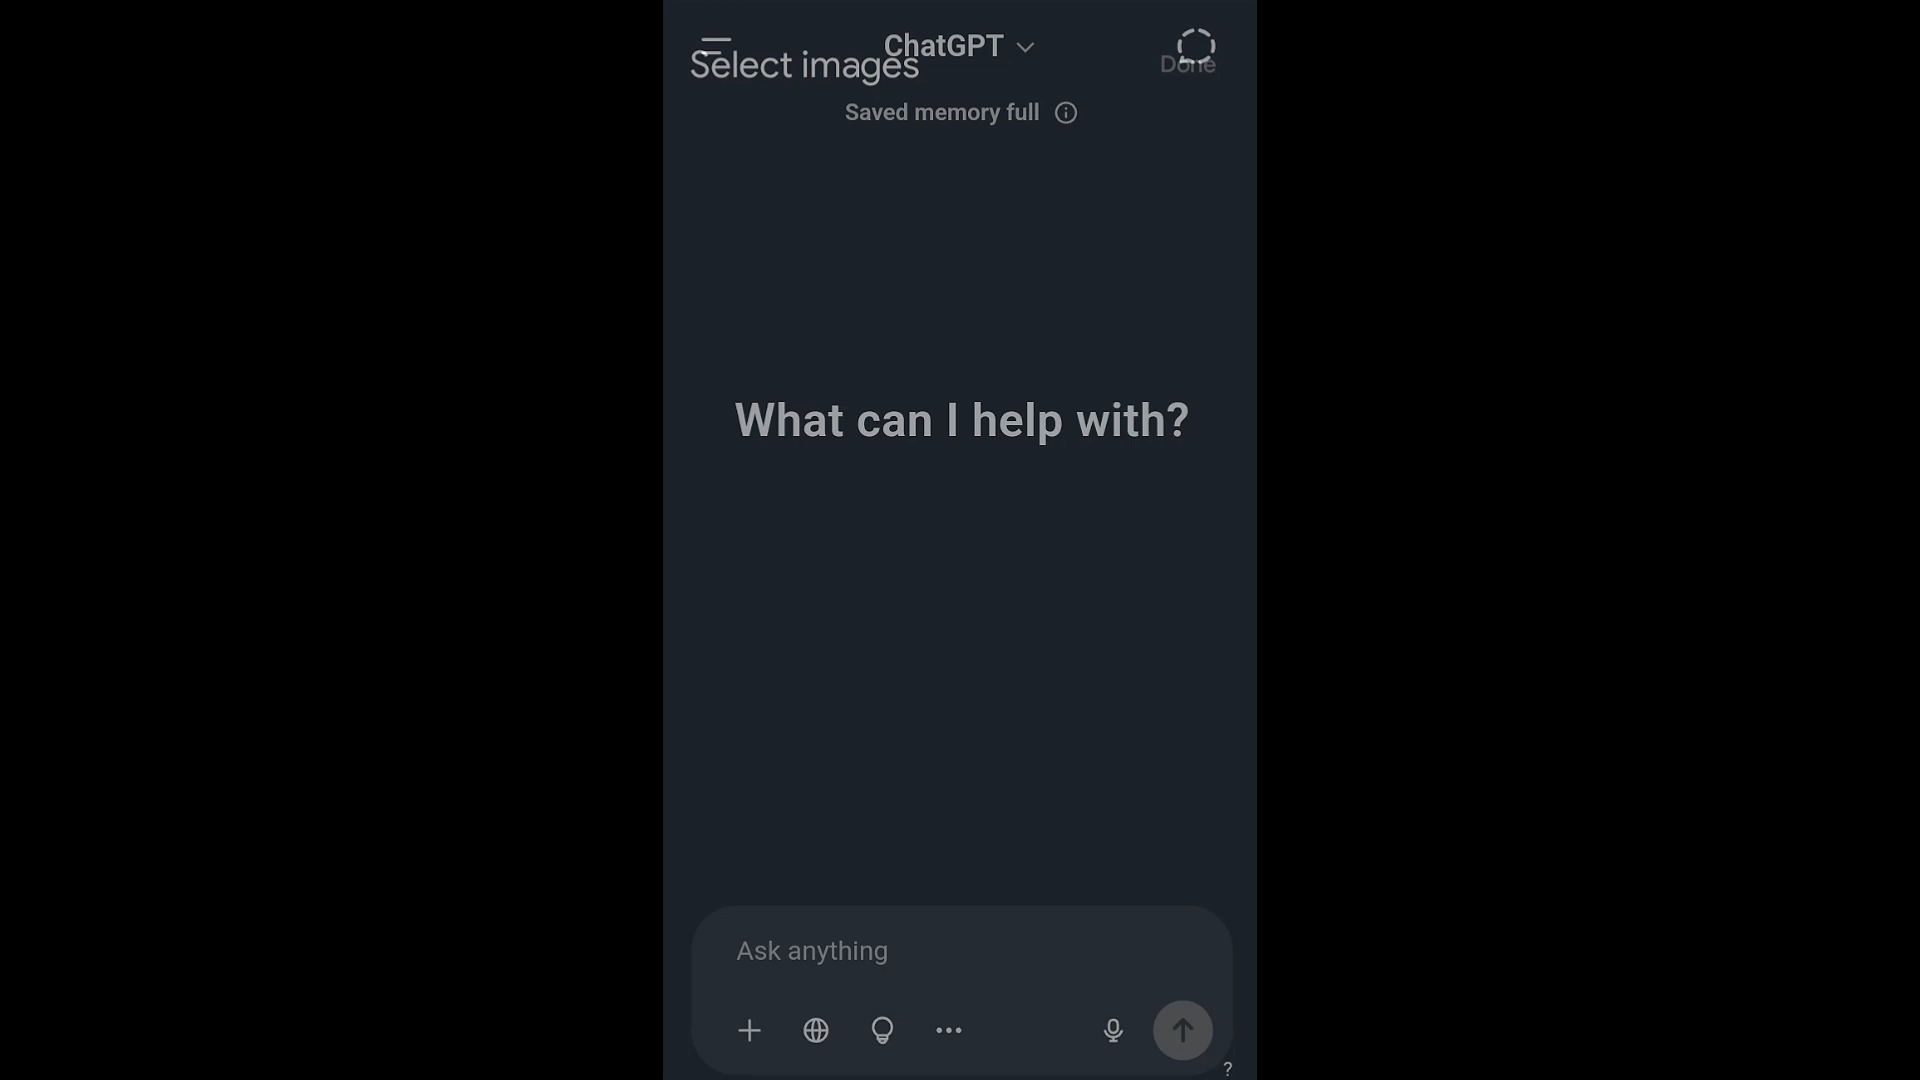 ChatGPT
Select images
Done
Saved memory full
What can I help with?
Ask anything
?